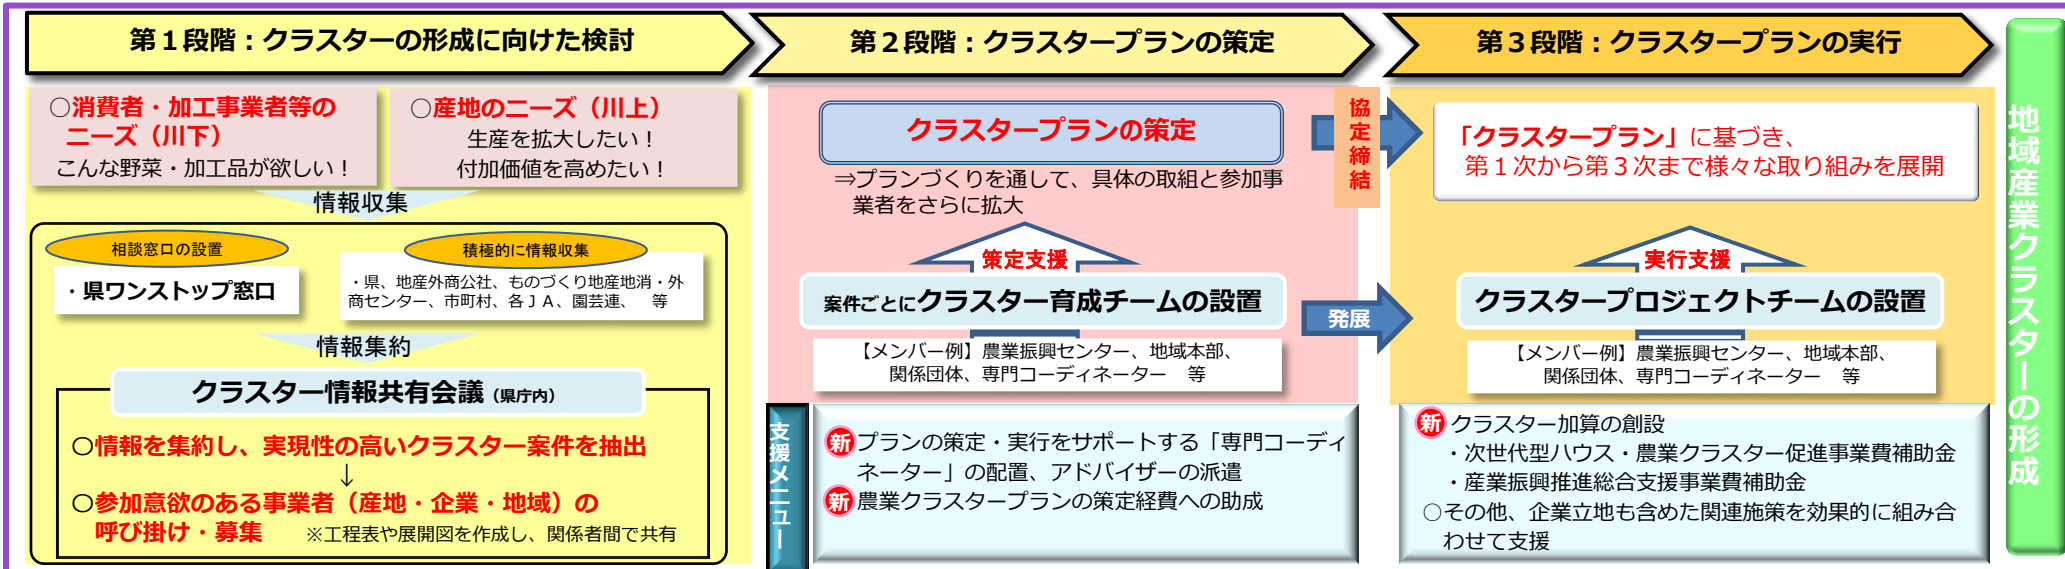 第１段階：クラスターの形成に向けた検討
○消費者・加工事業者等の
ニーズ（川下）
こんな野菜・加工品が欲しい！
○産地のニーズ（川上）
生産を拡大したい！
付加価値を高めたい！
情報収集
相談窓口の設置
・県ワンストップ窓口
積極的に情報収集
・県、地産外商公社、ものづくり地産地消・外
商センター、市町村、各ＪＡ、園芸連、　等
情報集約
クラスター情報共有会議（県庁内）
○情報を集約し、実現性の高いクラスター案件を抽出
↓
○参加意欲のある事業者（産地・企業・地域）の
呼び掛け・募集　※工程表や展開図を作成し、関係者間で共有
第２段階：クラスタープランの策定
クラスタープランの策定
⇒プランづくりを通して、具体の取組と参加事
業者をさらに拡大
策定支援
案件ごとにクラスター育成チームの設置
【メンバー例】農業振興センター、地域本部、
関係団体、専門コーディネーター　等
支援メニュー
新 プランの策定・実行をサポートする「専門コーディ
ネーター」の配置、アドバイザーの派遣
新 農業クラスタープランの策定経費への助成
協定締結
発展
第３段階：クラスタープランの実行
「クラスタープラン」に基づき、
第１次から第３次まで様々な取り組みを展開
実行支援
クラスタープロジェクトチームの設置
【メンバー例】農業振興センター、地域本部、
関係団体、専門コーディネーター　等
新 クラスター加算の創設
・次世代型ハウス・農業クラスター促進事業費補助金
・産業振興推進総合支援事業費補助金
○その他、企業立地も含めた関連施策を効果的に組み合
わせて支援
地域産業クラスターの形成